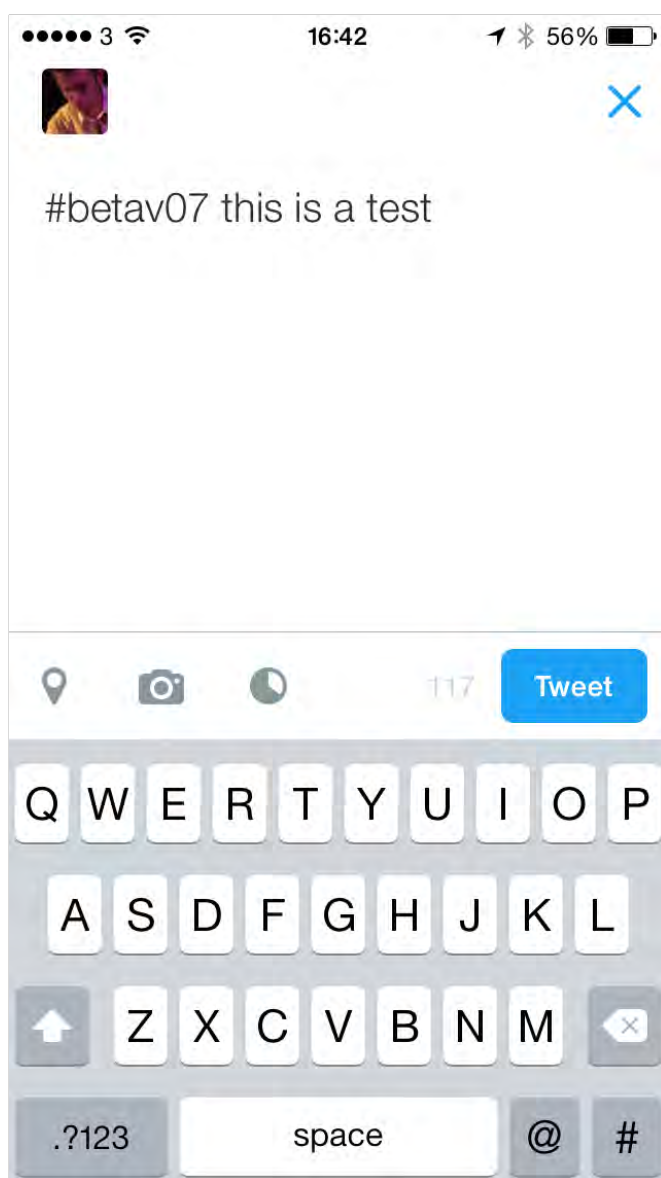 3 16:42 56%
#betav07 this is a test
117 Tweet
Q W E R T Y U I O P
A S D F G H J K L
Z X C V B N M
.?123 space @ #